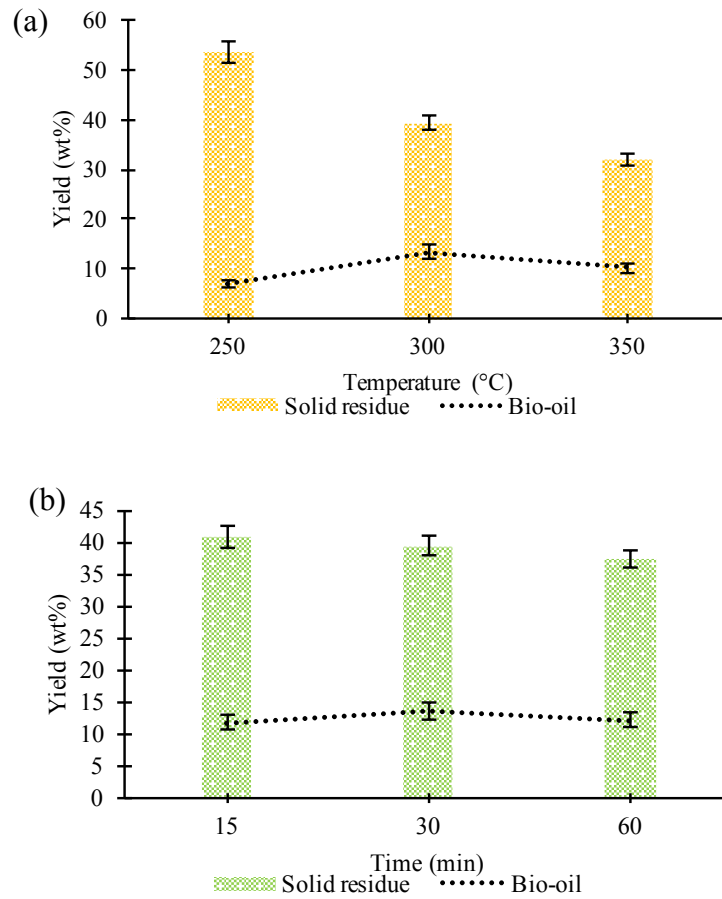 (a)
60
50
40
30
20
10
0
Yield (wt%)
250 300 350
Temperature (°C)
Solid residue Bio-oil
(b)
45
40
35
30
25
20
15
10
5
0
Yield (wt%)
15 30 60
Time (min)
Solid residue Bio-oil